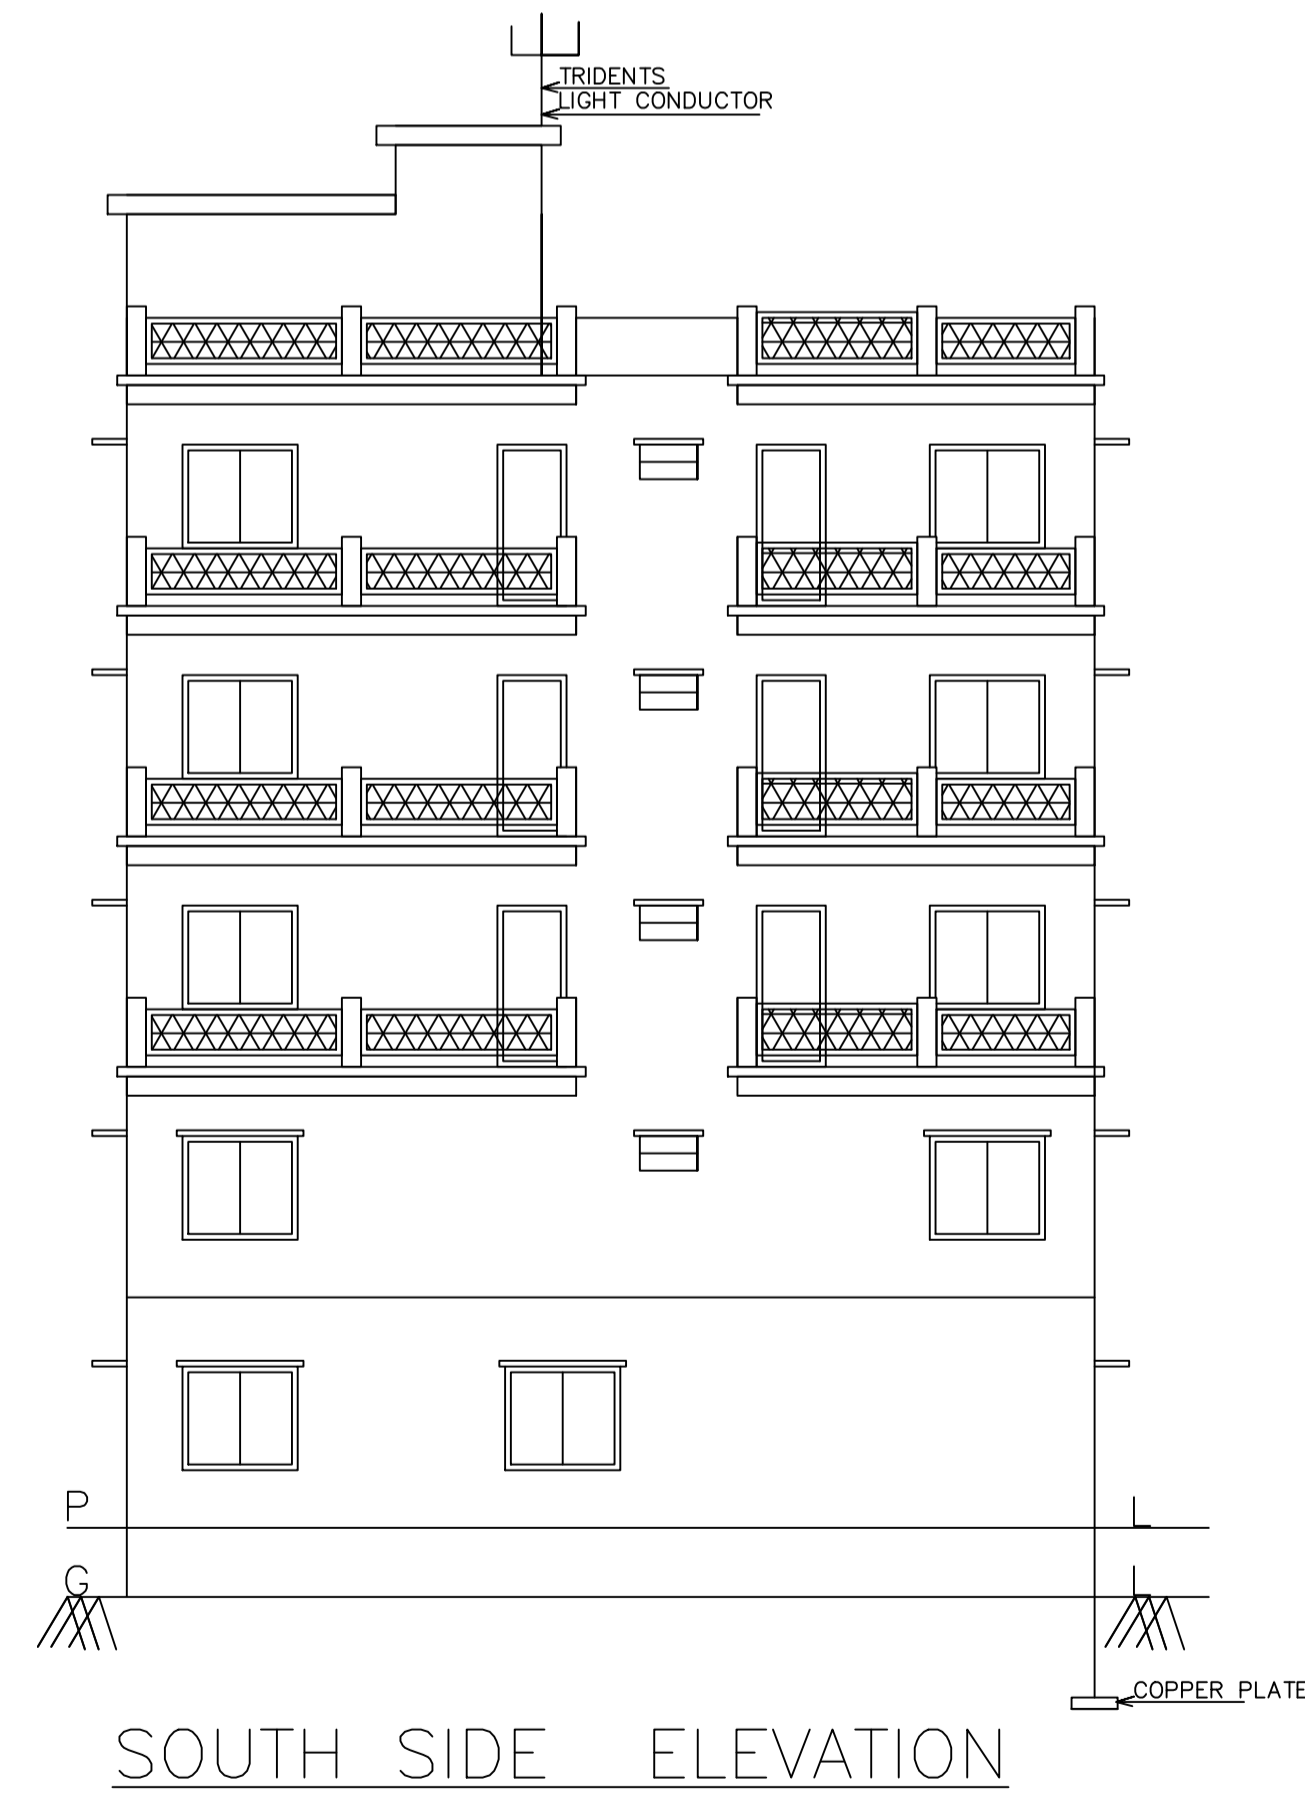 TRIDENTS
LIGHT CONDUCTOR
P L
G L
COPPER PLATE
SOUTH SIDE ELEVATION